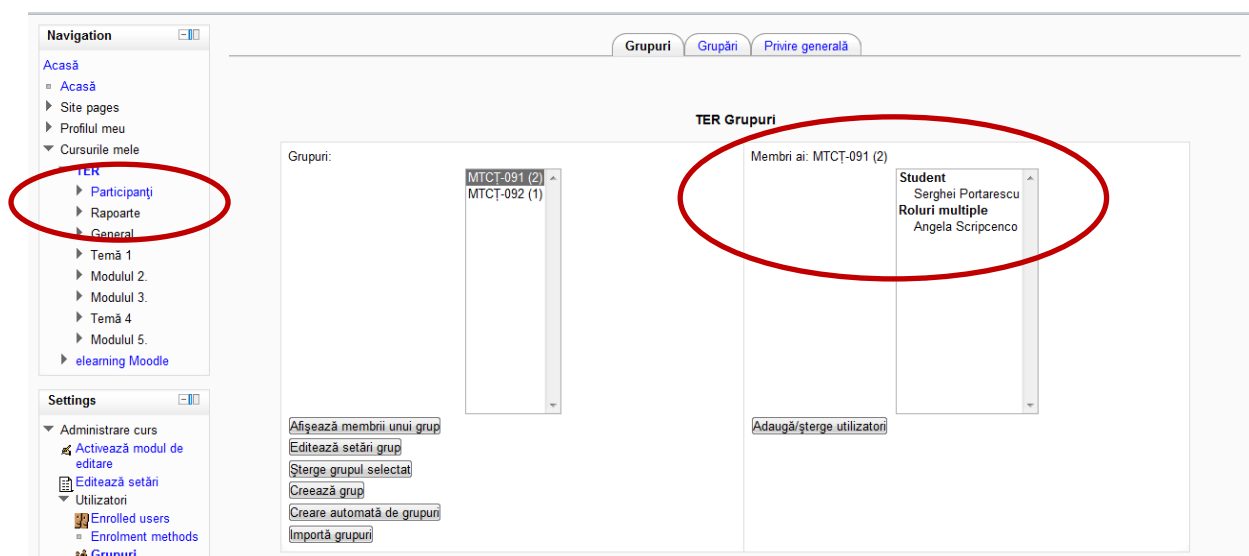 Navigation
Acasă
Acasă
Site pages
Profilul meu
Cursurile mele
TER
Participanţi
Rapoarte
General
Temă 1
Modulul 2.
Modulul 3.
Temă 4
Modulul 5.
elearning Moodle
Settings
Administrare curs
Activează modul de
editare
Editează setări
Utilizatori
Enrolled users
Enrolment methods
Grupuri
Grupuri
Grupări
Privire generală
TER Grupuri
Grupuri:
MTCŢ-091 (2)
MTCŢ-092 (1)
Afişează membrii unui grup
Editează setări grup
Şterge grupul selectat
Creează grup
Creare automată de grupuri
Importă grupuri
Membri ai: MTCŢ-091 (2)
Student
Serghei Portarescu
Roluri multiple
Angela Scripcenco
Adaugă/şterge utilizatori